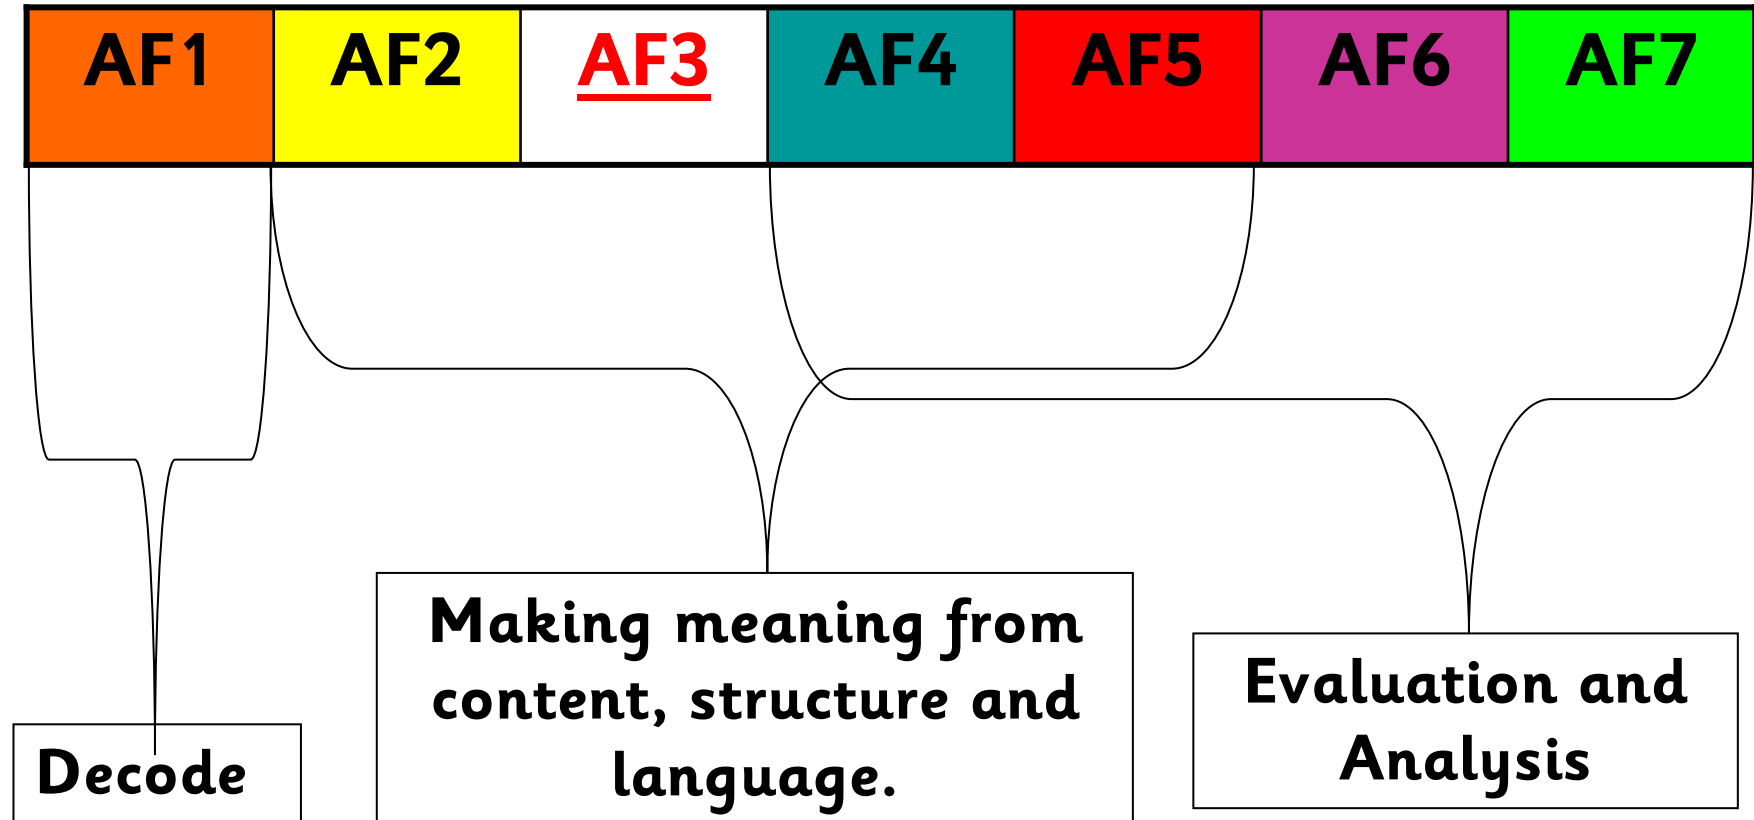 AF1 AF2 AF3 AF4 AF5 AF6 AF7
Making meaning from
content, structure and
language.
Evaluation and
Analysis
Decode